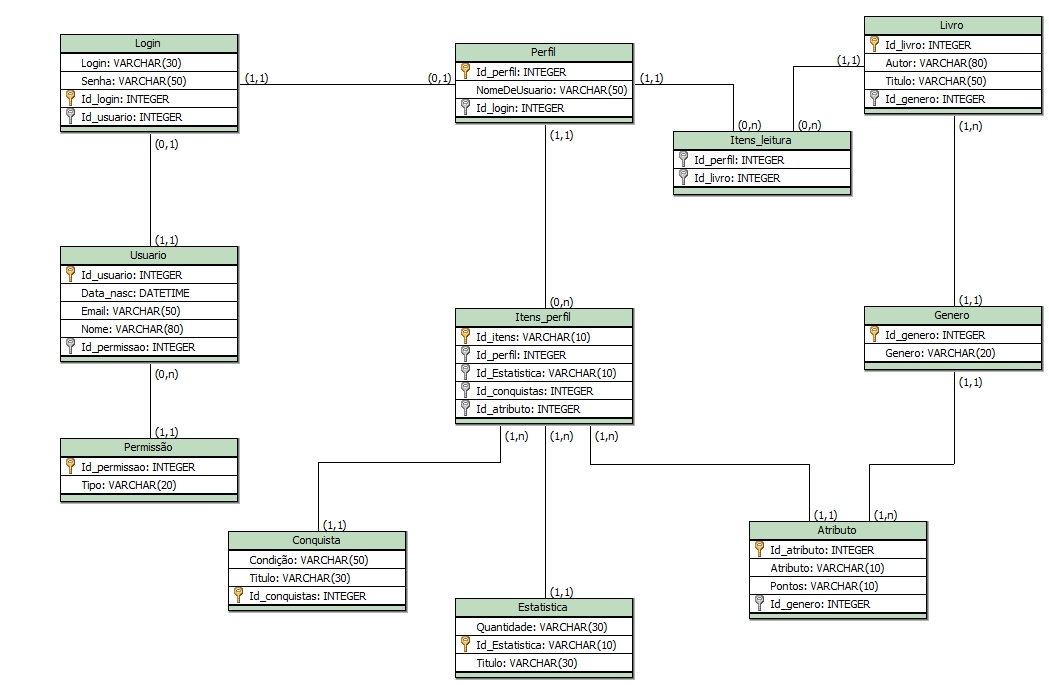 Login
Login: VARCHAR(30)
Senha: VARCHAR(50)
Id_login: INTEGER
Id_usuario: INTEGER
(1,1)
(0,1)
(0,1)
Perfil
Id_perfil: INTEGER
NomeDeUsuario: VARCHAR(50)
Id_login: INTEGER
(1,1)
(1,1)
Livro
Id_livro: INTEGER
Autor: VARCHAR(80)
Titulo: VARCHAR(50)
Id_genero: INTEGER
(1,1)
(1,n)
(0,n)
(0,n)
Itens_leitura
Id_perfil: INTEGER
Id_livro: INTEGER
(1,1)
Usuario
Id_usuario: INTEGER
Data_nasc: DATETIME
Email: VARCHAR(50)
Nome: VARCHAR(80)
Id_permissao: INTEGER
(0,n)
(0,n)
Itens_perfil
Id_itens: VARCHAR(10)
Id_perfil: INTEGER
Id_Estatistica: VARCHAR(10)
Id_conquistas: INTEGER
Id_atributo: INTEGER
(1,n)
(1,n)
(1,n)
(1,1)
Genero
Id_genero: INTEGER
Genero: VARCHAR(20)
(1,1)
(1,1)
Permissão
Id_permissao: INTEGER
Tipo: VARCHAR(20)
(1,1)
Conquista
Condição: VARCHAR(50)
Titulo: VARCHAR(30)
Id_conquistas: INTEGER
(1,1)
Estatistica
Quantidade: VARCHAR(30)
Id_Estatistica: VARCHAR(10)
Titulo: VARCHAR(30)
(1,1)
(1,n)
Atributo
Id_atributo: INTEGER
Atributo: VARCHAR(10)
Pontos: VARCHAR(10)
Id_genero: INTEGER